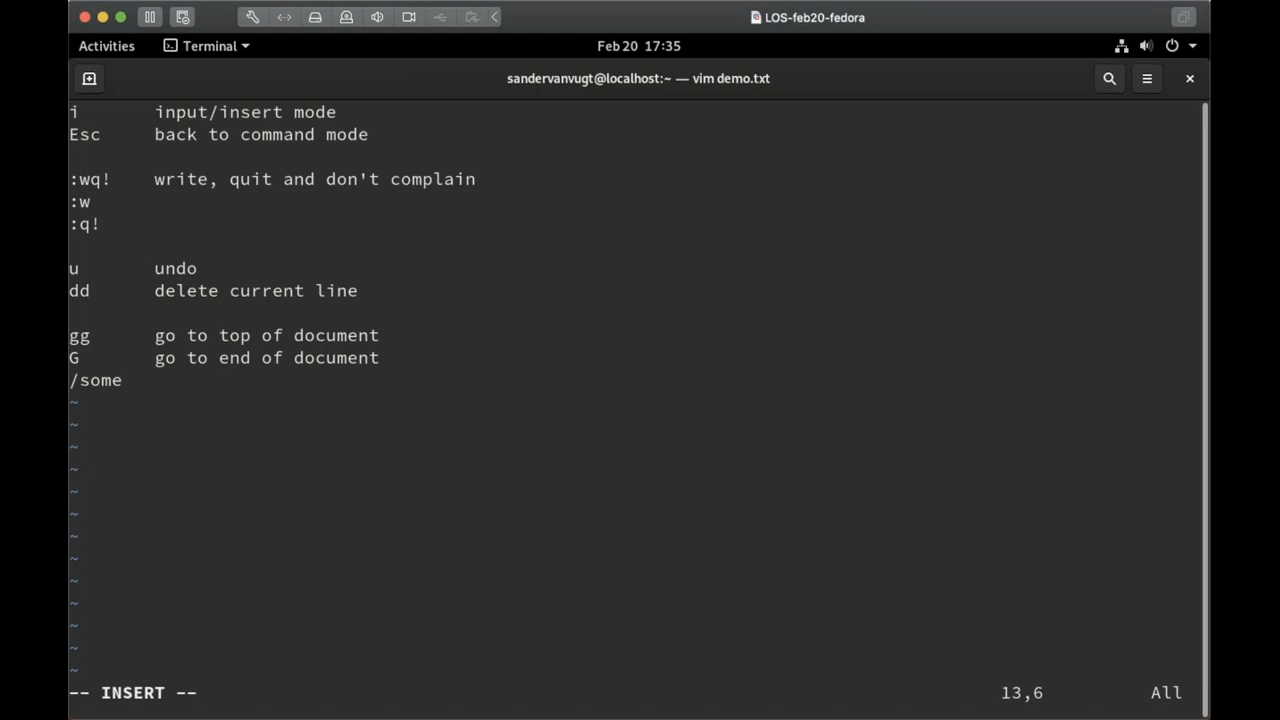 LOS-feb20-fedora
Activities Terminal Feb 20 17:35
sandervanvugt@localhost:~ — vim demo.txt
i input/insert mode
Esc back to command mode
:wq! write, quit and don't complain
:w
:q!
u undo
dd delete current line
gg go to top of document
G go to end of document
/some
~
~
~
~
~
~
~
~
~
~
~
~
~
-- INSERT -- 13,6 All